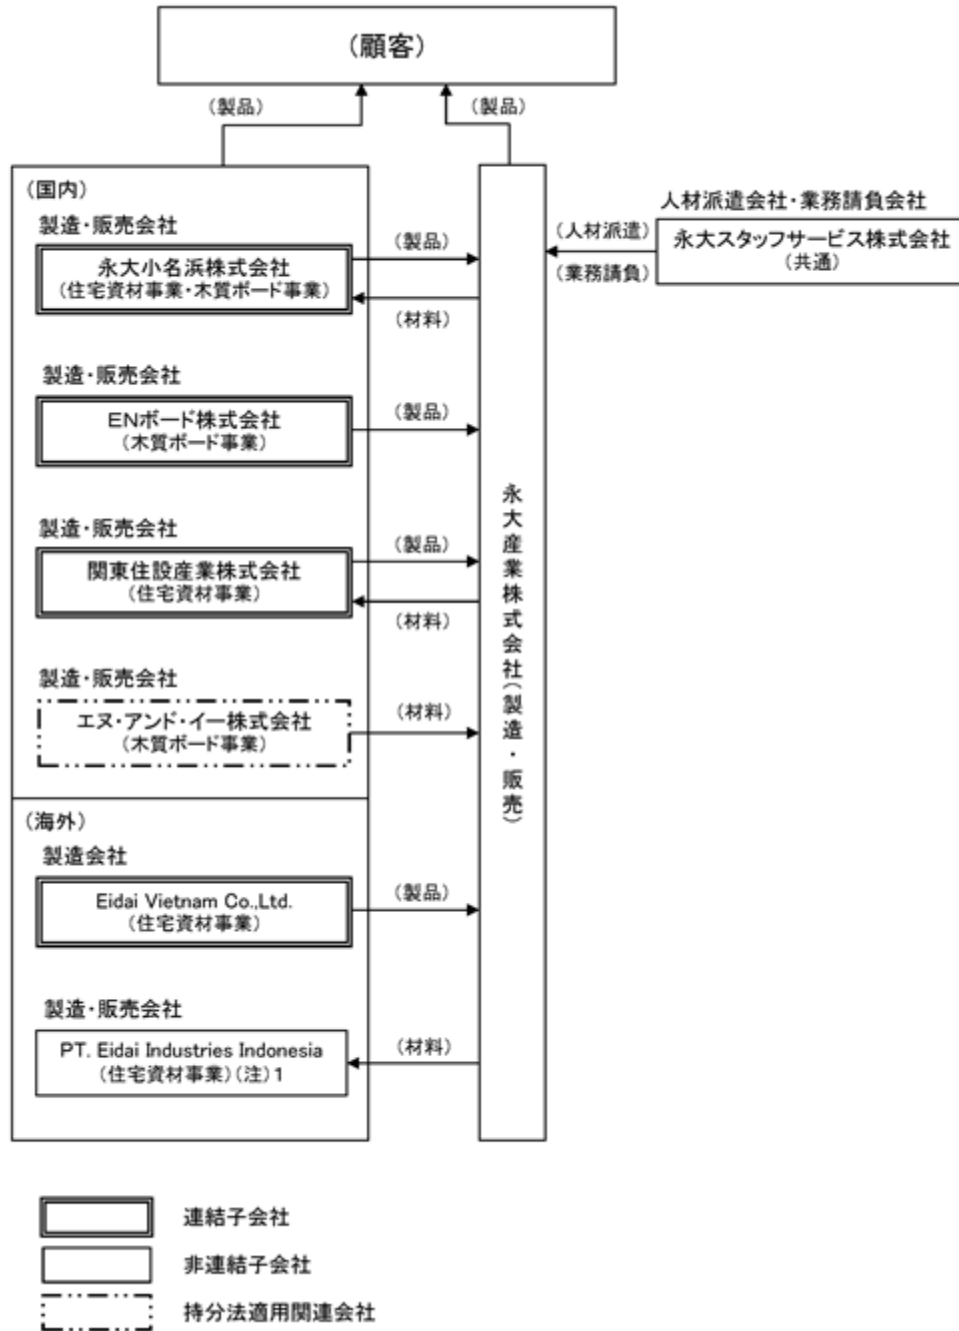 （顧客）
（製品）
（製品）
（国内）
製造・販売会社
永大小名浜株式会社
（住宅資材事業・木質ボード事業）
（製品）
（材料）
人材派遣会社・業務請負会社
永大スタッフサービス株式会社
（共通）
（人材派遣）
（業務請負）
製造・販売会社
ENボード株式会社
（木質ボード事業）
（製品）
製造・販売会社
関東住設産業株式会社
（住宅資材事業）
（製品）
（材料）
永大産業株式会社（製造・販売）
製造・販売会社
エヌ・アンド・イー株式会社
（木質ボード事業）
（材料）
（海外）
製造会社
Eidai Vietnam Co.,Ltd.
（住宅資材事業）
（製品）
製造・販売会社
PT. Eidai Industries Indonesia
（住宅資材事業）（注）1
（材料）
連結子会社
非連結子会社
持分法適用関連会社